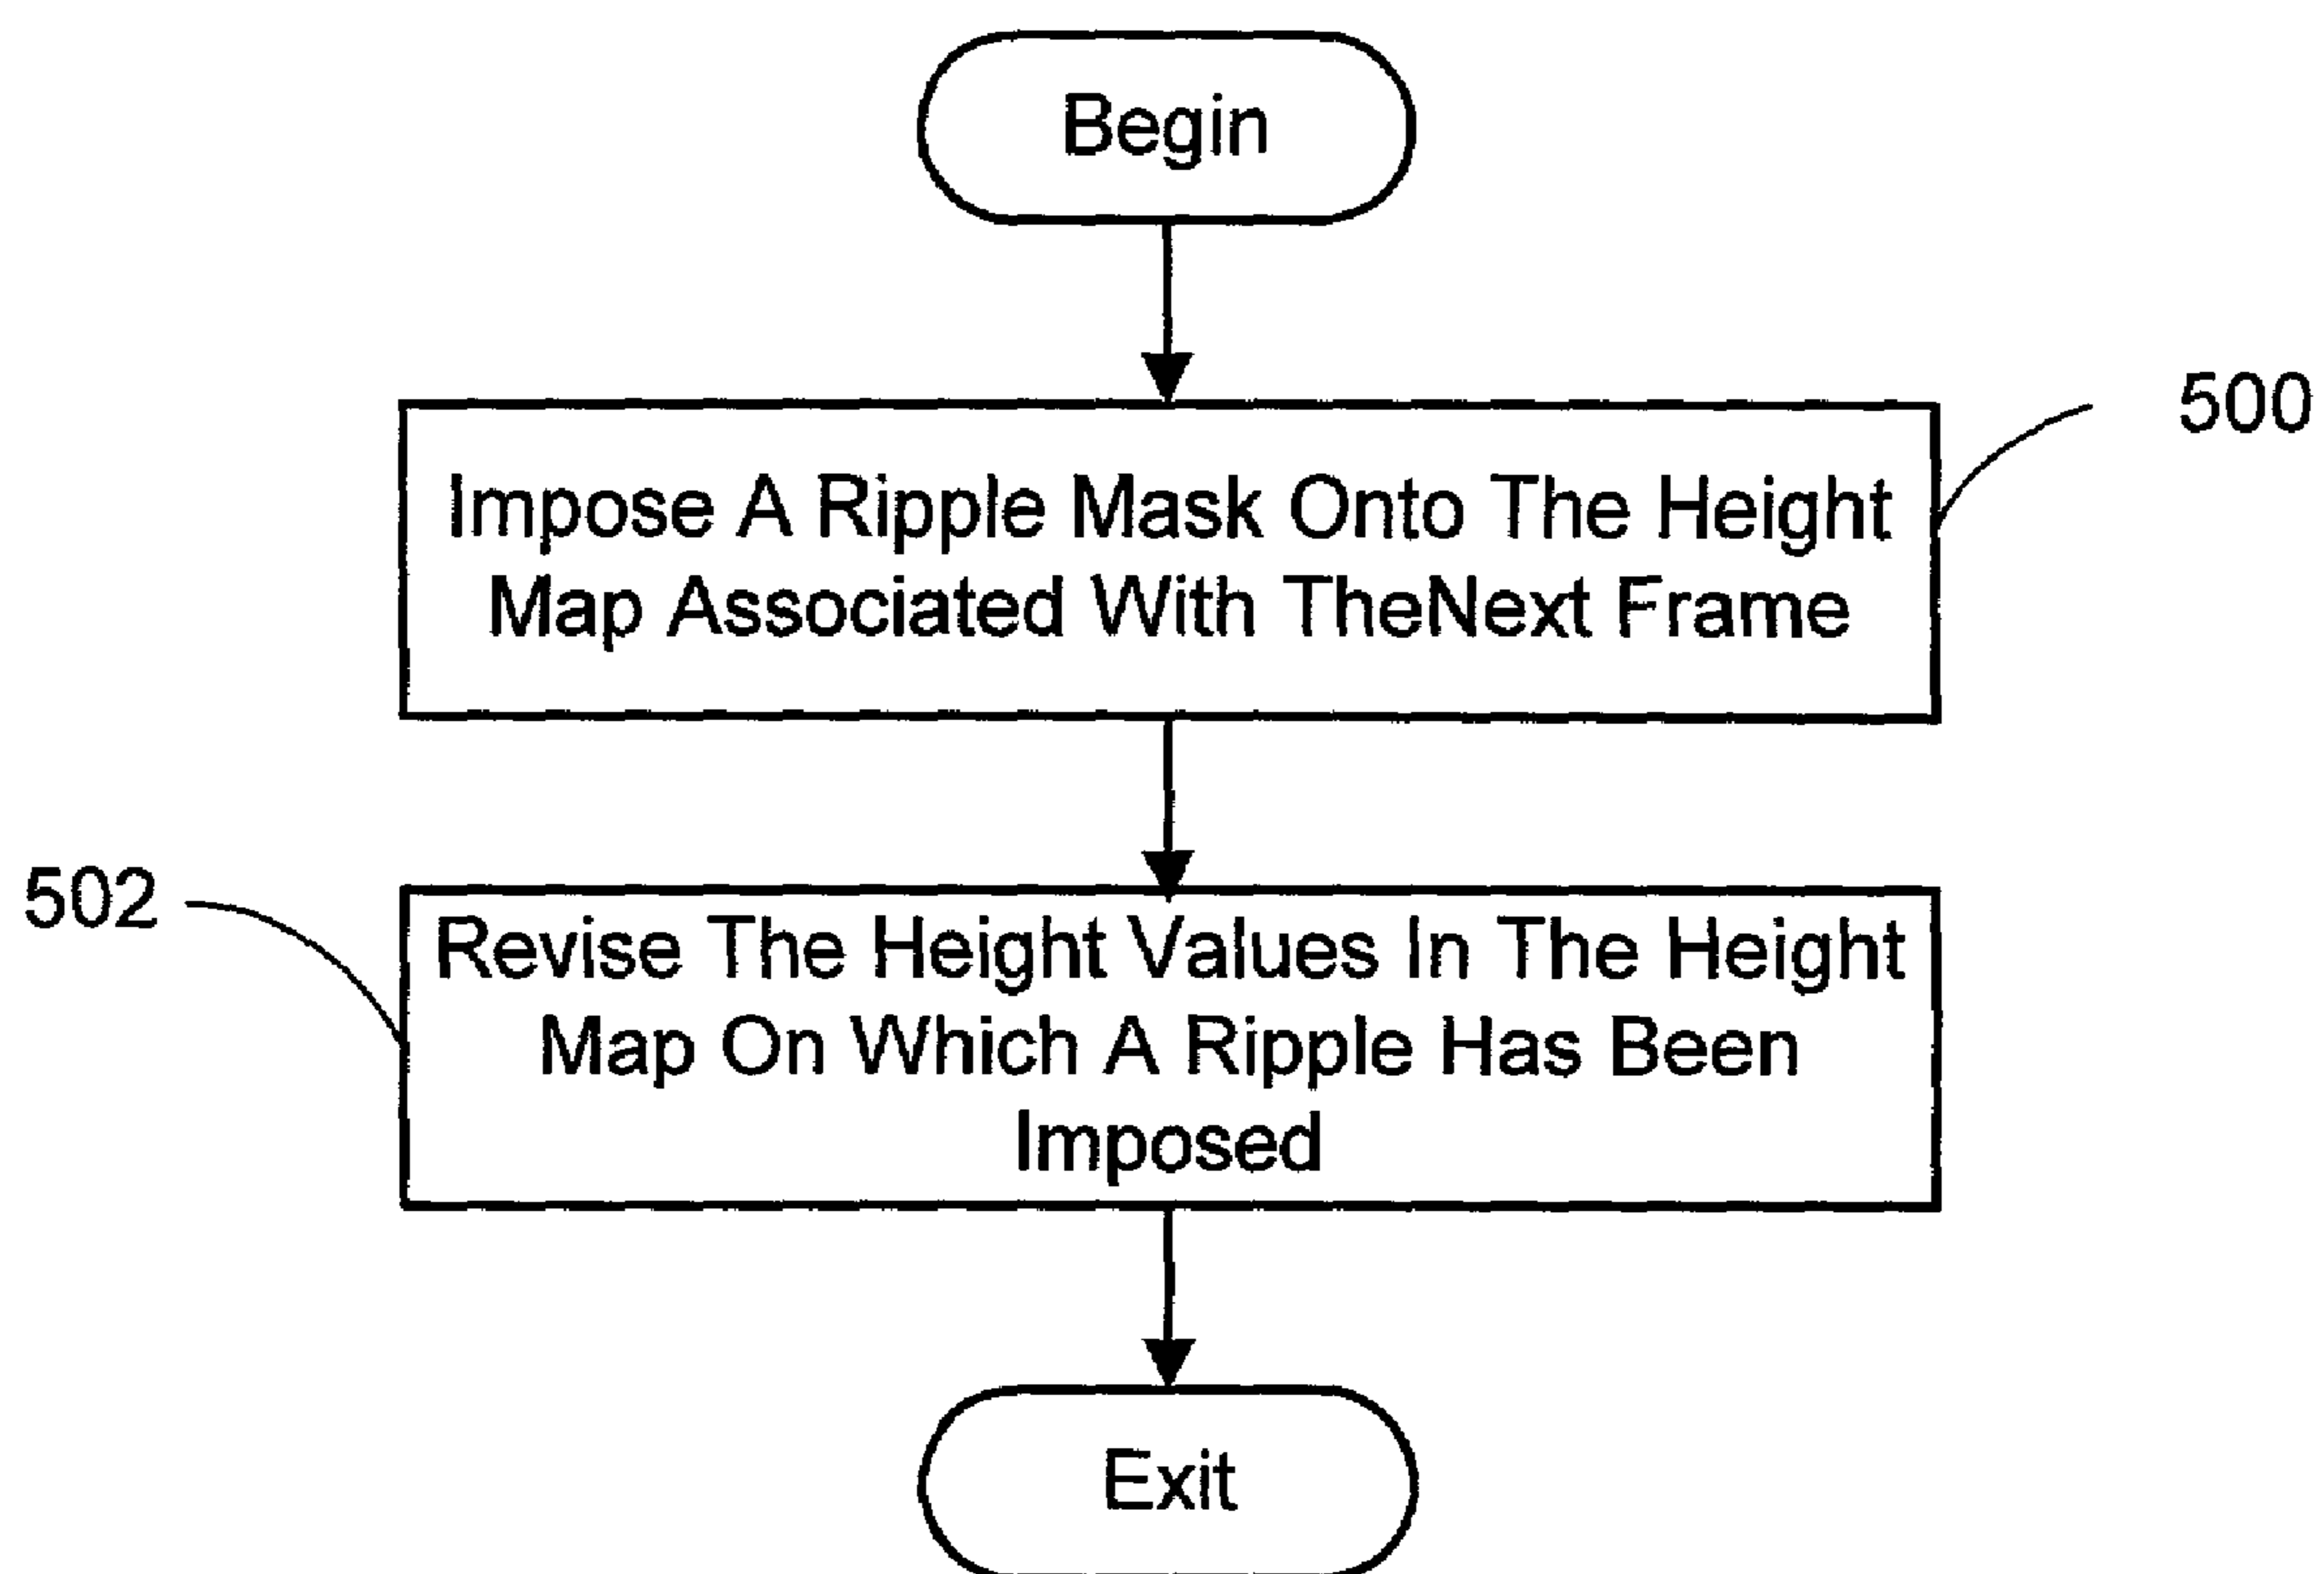 Begin
500
Impose A Ripple Mask Onto The Height
Map Associated With TheNext Frame
502
Revise The Height Values In The Height
Map On Which A Ripple Has Been
Imposed
Exit